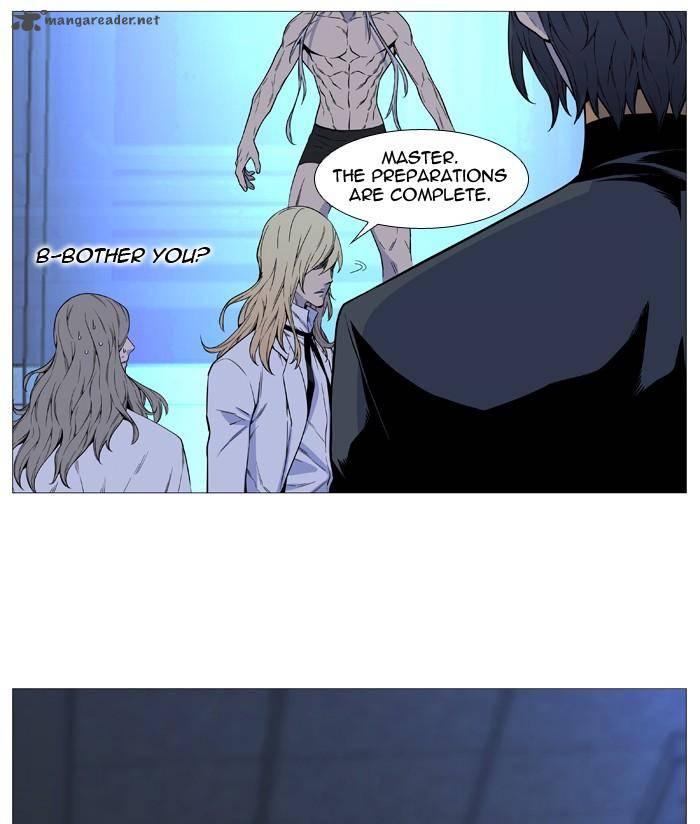 mangareader.net
MASTER.
THE PREPARATIONS
ARE COMPLETE.
B-BOTHER YOU?